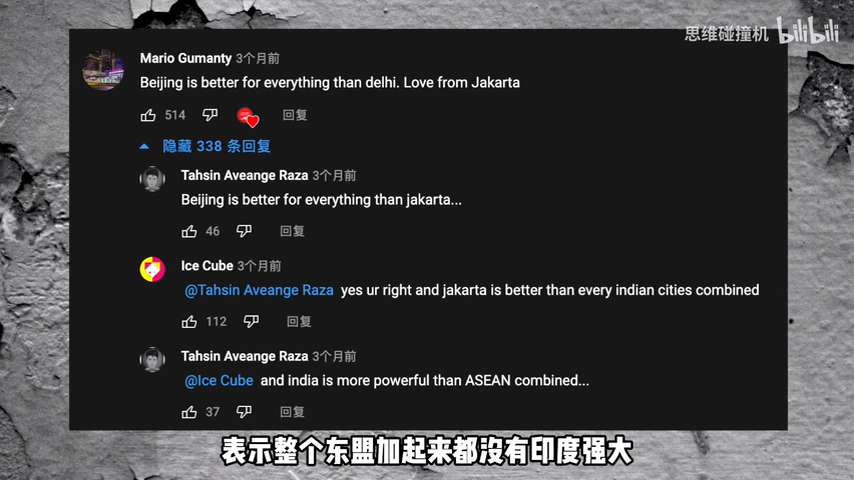 思维碰撞机 bilibili
Mario Gumanty 3个月前
Beijing is better for everything than delhi. Love from Jakarta
514 回复
隐藏 338 条回复
Tahsin Aveange Raza 3个月前
Beijing is better for everything than jakarta...
46 回复
Ice Cube 3个月前
@Tahsin Aveange Raza yes ur right and jakarta is better than every indian cities combined
112 回复
Tahsin Aveange Raza 3个月前
@Ice Cube and india is more powerful than ASEAN combined...
37 回复
表示整个东盟加起来都没有印度强大